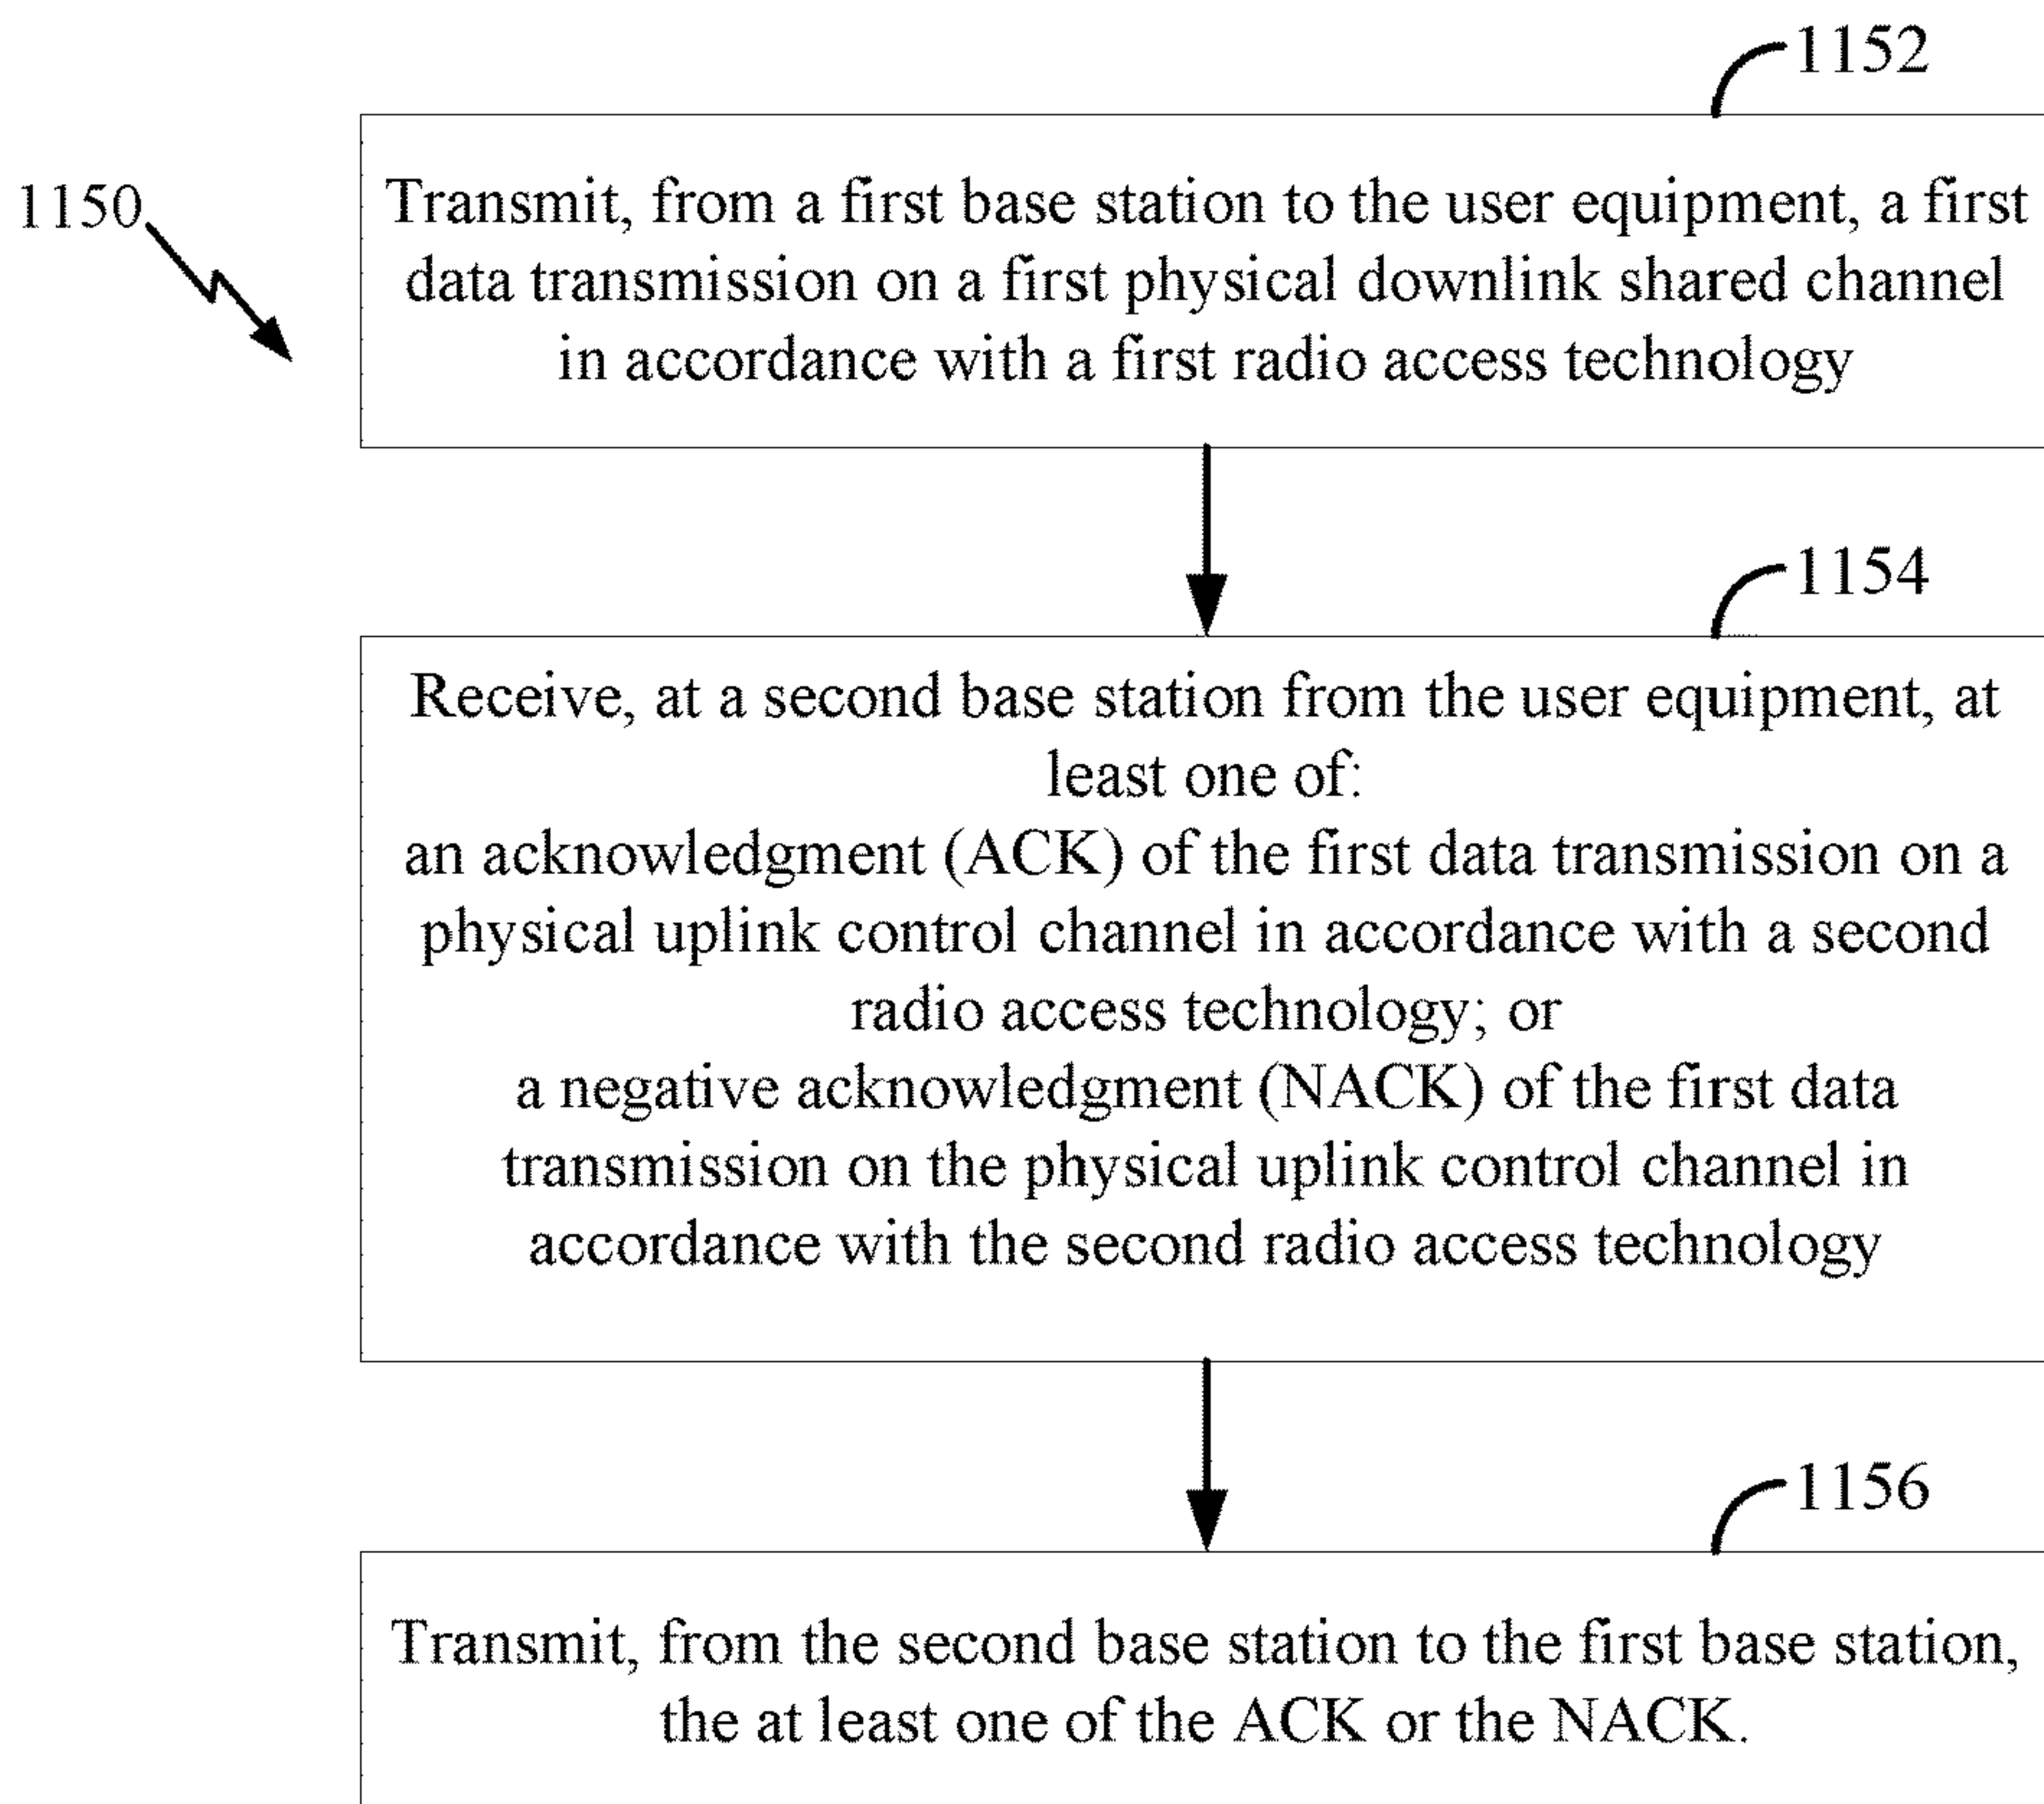 1152
1150
Transmit, from a first base station to the user equipment, a first
data transmission on a first physical downlink shared channel
in accordance with a first radio access technology
1154
Receive, at a second base station from the user equipment, at
least one of:
an acknowledgment (ACK) of the first data transmission on a
physical uplink control channel in accordance with a second
radio access technology; or
a negative acknowledgment (NACK) of the first data
transmission on the physical uplink control channel in
accordance with the second radio access technology
1156
Transmit, from the second base station to the first base station,
the at least one of the ACK or the NACK.